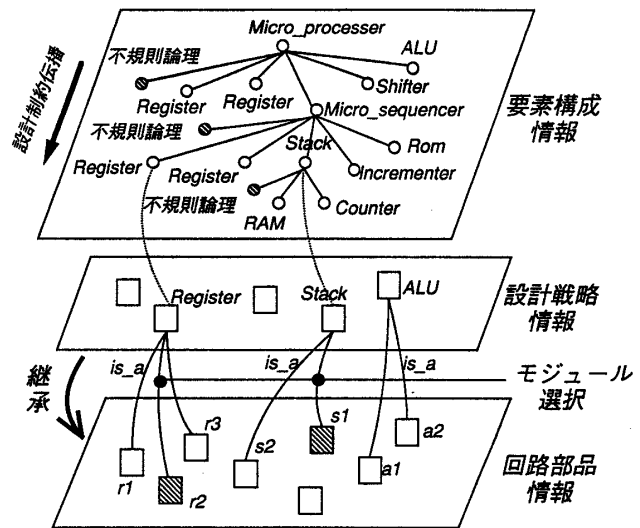 Micro_processer
不規則論理
ALU
Register
Register
Shifter
Micro_sequencer
設計制約伝播
不規則論理
要素構成
情報
Register
Register
Stack
Rom
Incrementer
不規則論理
RAM
Counter
Register
Stack
ALU
設計戦略
情報
継承
is_a
is_a
is_a
モジュール
選択
r1
r2
r3
s2
s1
a1
a2
回路部品
情報